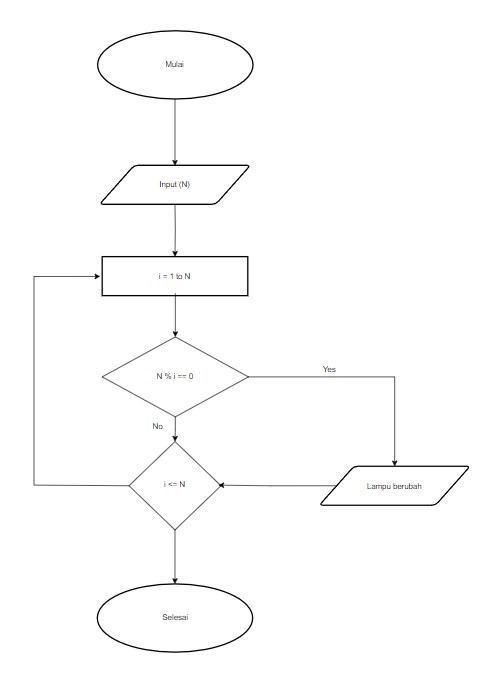 Mulai
Input (N)
i = 1 to N
N % i == 0
Yes
No
i <= N
Lampu berubah
Selesai